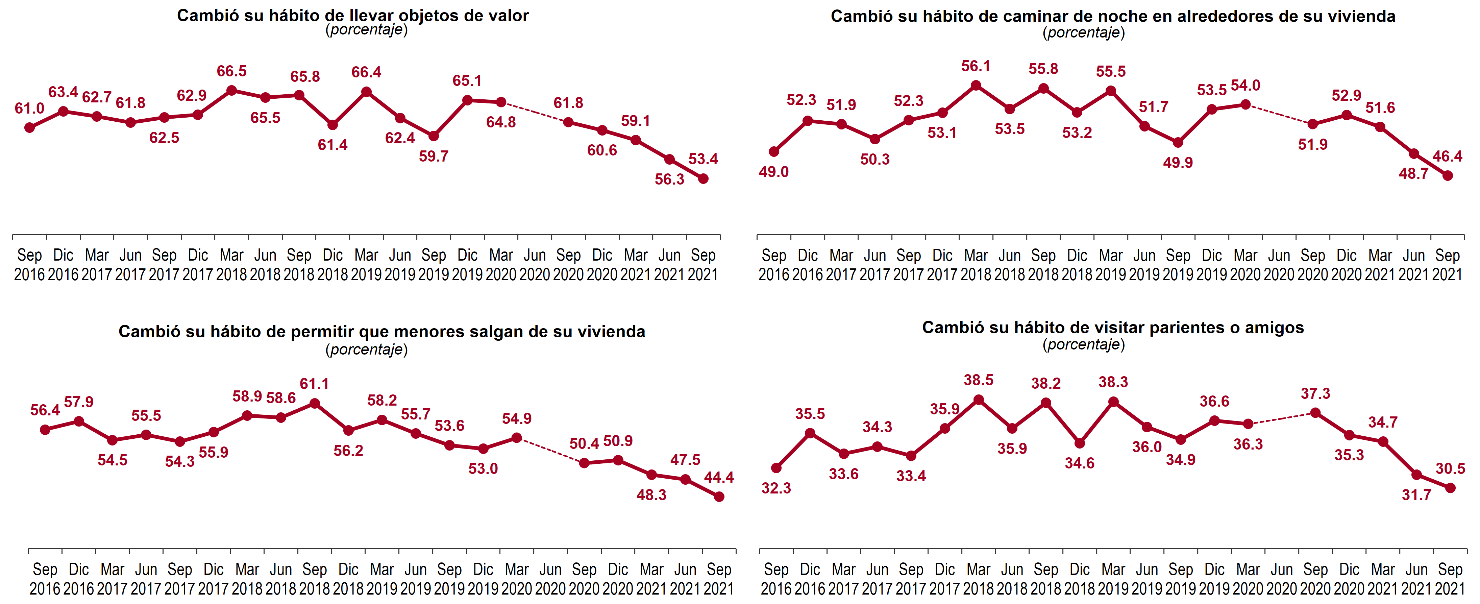 Cambió su hábito de llevar objetos de valor
(porcentaje)
61.0 63.4 62.7 61.8 62.5 62.9 66.5 65.5 65.8 61.4 66.4 62.4 59.7 65.1 64.8 61.8 60.6 59.1 56.3 53.4
Sep Dic Mar Jun Sep Dic Mar Jun Sep Dic Mar Jun Sep Dic Mar Jun Sep Dic Mar Jun Sep
2016 2016 2017 2017 2017 2017 2018 2018 2018 2018 2019 2019 2019 2019 2020 2020 2020 2020 2021 2021 2021
Cambió su hábito de caminar de noche en alrededores de su vivienda
(porcentaje)
49.0 52.3 51.9 50.3 52.3 53.1 56.1 53.5 55.8 53.2 55.5 51.7 49.9 53.5 54.0 51.9 52.9 51.6 48.7 46.4
Sep Dic Mar Jun Sep Dic Mar Jun Sep Dic Mar Jun Sep Dic Mar Jun Sep Dic Mar Jun Sep
2016 2016 2017 2017 2017 2017 2018 2018 2018 2018 2019 2019 2019 2019 2020 2020 2020 2020 2021 2021 2021
Cambió su hábito de permitir que menores salgan de su vivienda
(porcentaje)
56.4 57.9 54.5 55.5 54.3 55.9 58.9 58.6 61.1 56.2 58.2 55.7 53.6 53.0 54.9 50.4 50.9 48.3 47.5 44.4
Sep Dic Mar Jun Sep Dic Mar Jun Sep Dic Mar Jun Sep Dic Mar Jun Sep Dic Mar Jun Sep
2016 2016 2017 2017 2017 2017 2018 2018 2018 2018 2019 2019 2019 2019 2020 2020 2020 2020 2021 2021 2021
Cambió su hábito de visitar parientes o amigos
(porcentaje)
32.3 35.5 33.6 34.3 33.4 35.9 38.5 35.9 38.2 34.6 38.3 36.0 34.9 36.6 36.3 37.3 35.3 34.7 31.7 30.5
Sep Dic Mar Jun Sep Dic Mar Jun Sep Dic Mar Jun Sep Dic Mar Jun Sep Dic Mar Jun Sep
2016 2016 2017 2017 2017 2017 2018 2018 2018 2018 2019 2019 2019 2019 2020 2020 2020 2020 2021 2021 2021